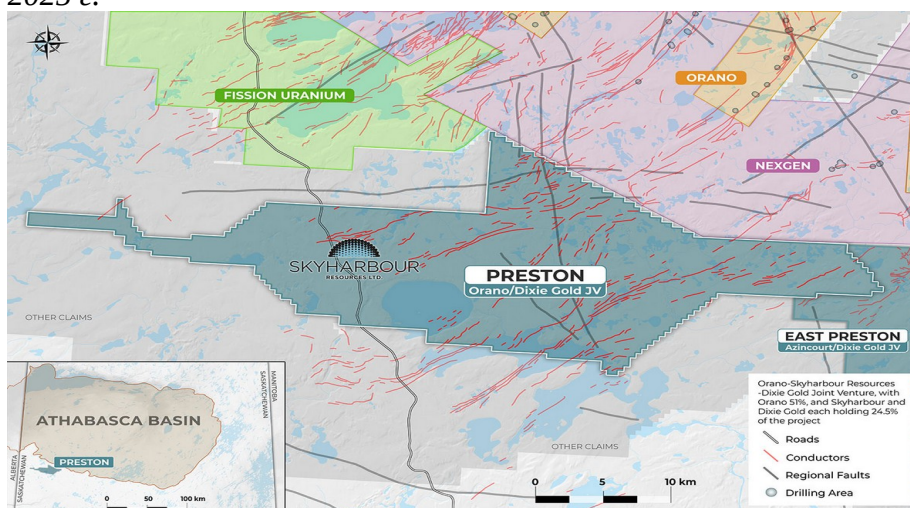 2023 г.
FISSION URANIUM
ORANO
NEXGEN
SKYHARBOUR
RESOURCES LTD
PRESTON
Orano/Dixie Gold JV
OTHER CLAIMS
EAST PRESTON
Azincourt/Dixie Gold JV
ATHABASCA BASIN
PRESTON
ALBERTA
SASKATCHEWAN
MANITOBA
SASKATCHEWAN
0 50 100 km
OTHER CLAIMS
0 5 10 km
Orano-Skyharbour Resources
-Dixie Gold Joint Venture, with
Orano 51%, and Skyharbour and
Dixie Gold each holding 24.5%
of the project
Roads
Conductors
Regional Faults
Drilling Area